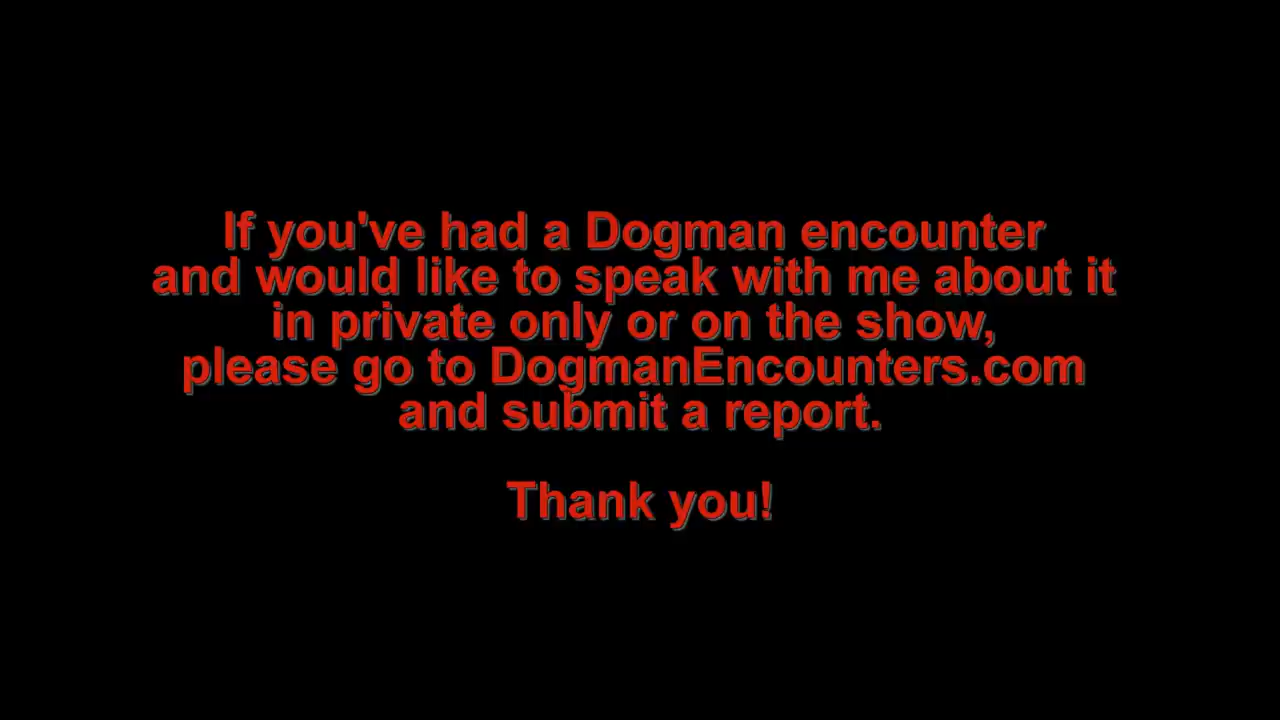 If you've had a Dogman encounter
and would like to speak with me about it
in private only or on the show,
please go to DogmanEncounters.com
and submit a report.
Thank you!